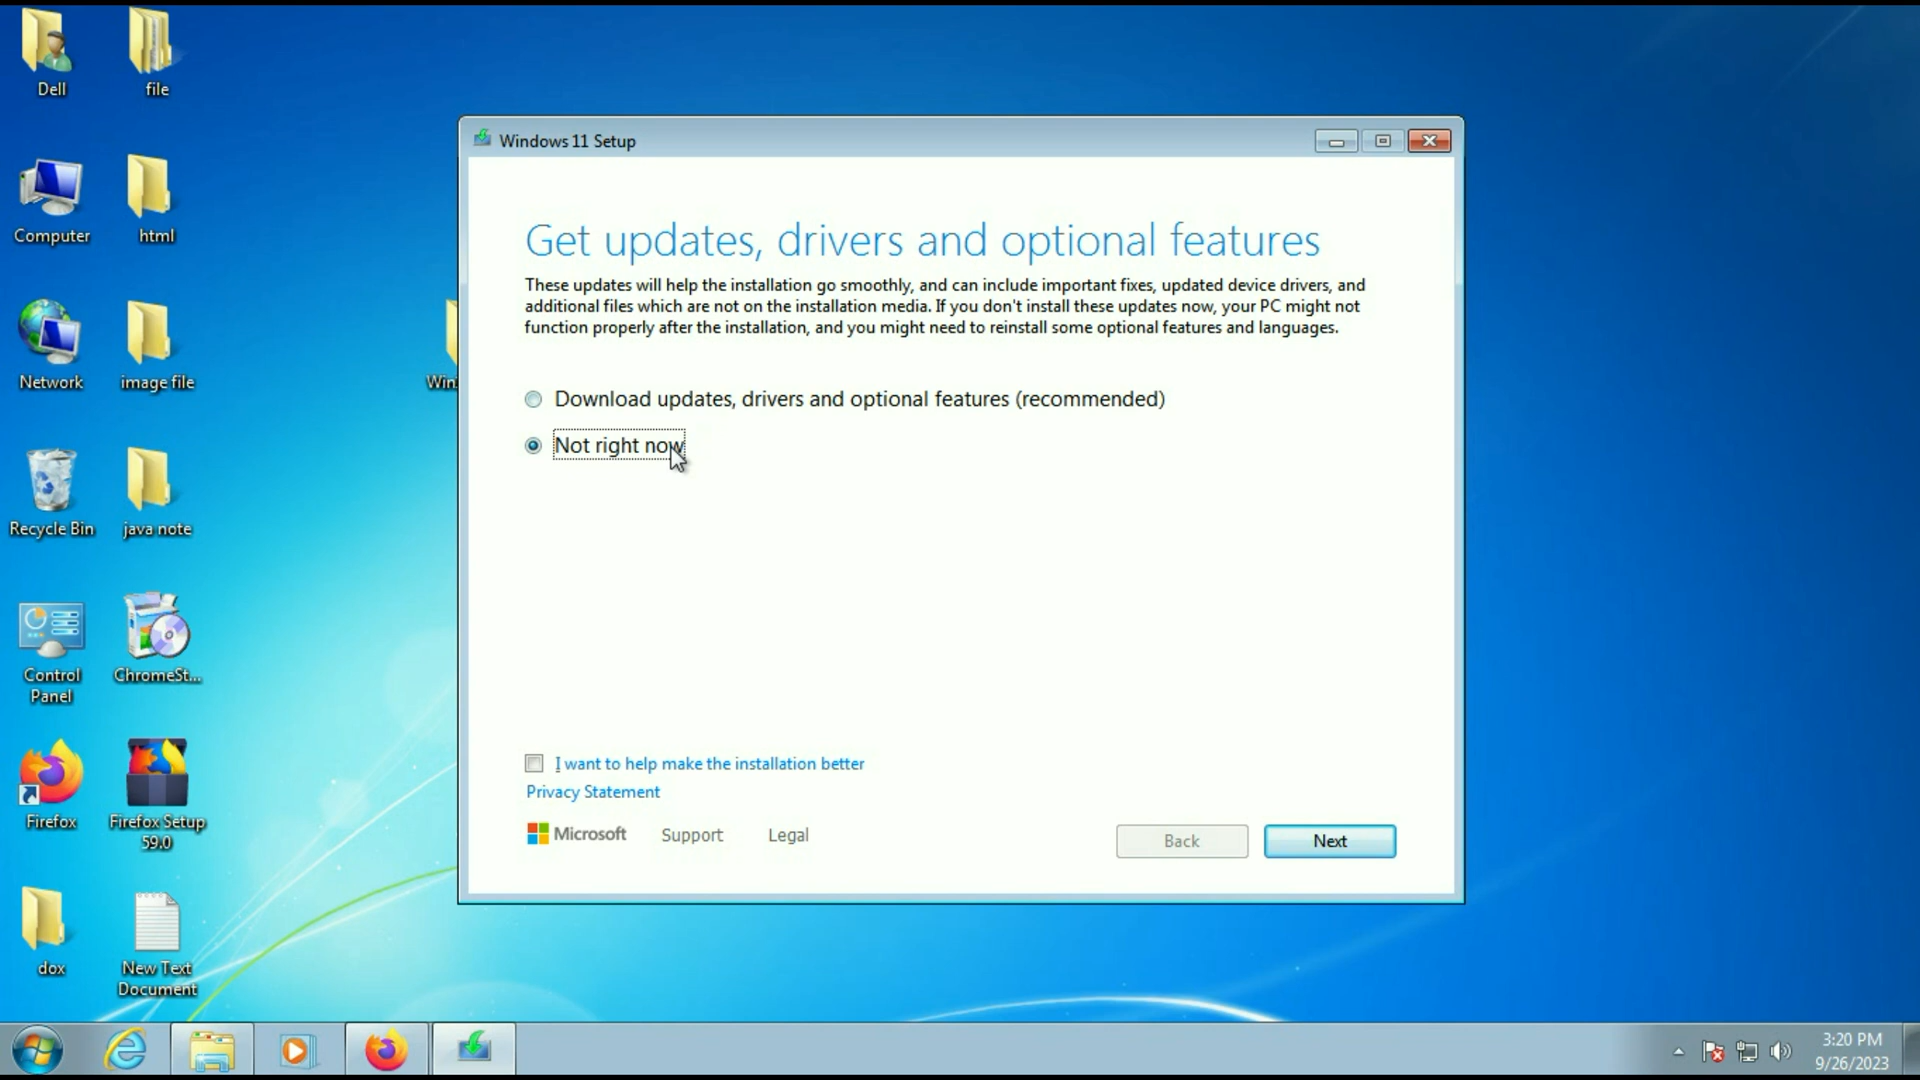 Dell
file
Computer
html
Network
image file
Win
Recycle Bin
java note
Control
Panel
ChromeSt...
Firefox
Firefox Setup
59.0
dox
New Text
Document
Windows 11 Setup
Get updates, drivers and optional features
These updates will help the installation go smoothly, and can include important fixes, updated device drivers, and
additional files which are not on the installation media. If you don't install these updates now, your PC might not
function properly after the installation, and you might need to reinstall some optional features and languages.
Download updates, drivers and optional features (recommended)
Not right now
I want to help make the installation better
Privacy Statement
Microsoft
Support
Legal
Back
Next
3:20 PM
9/26/2023